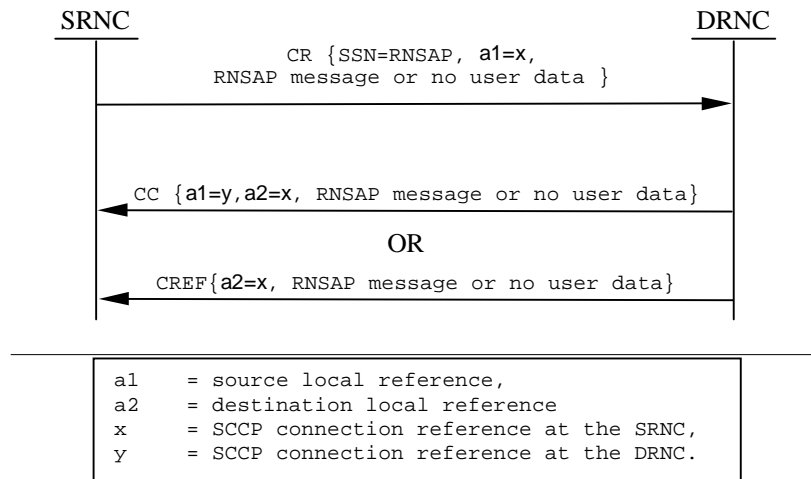 SRNC
DRNC
CR {SSN=RNSAP, a1=x,
RNSAP message or no user data }
CC {a1=y,a2=x, RNSAP message or no user data}
OR
CREF{a2=x, RNSAP message or no user data}
a1 = source local reference,
a2 = destination local reference
x = SCCP connection reference at the SRNC,
y = SCCP connection reference at the DRNC.